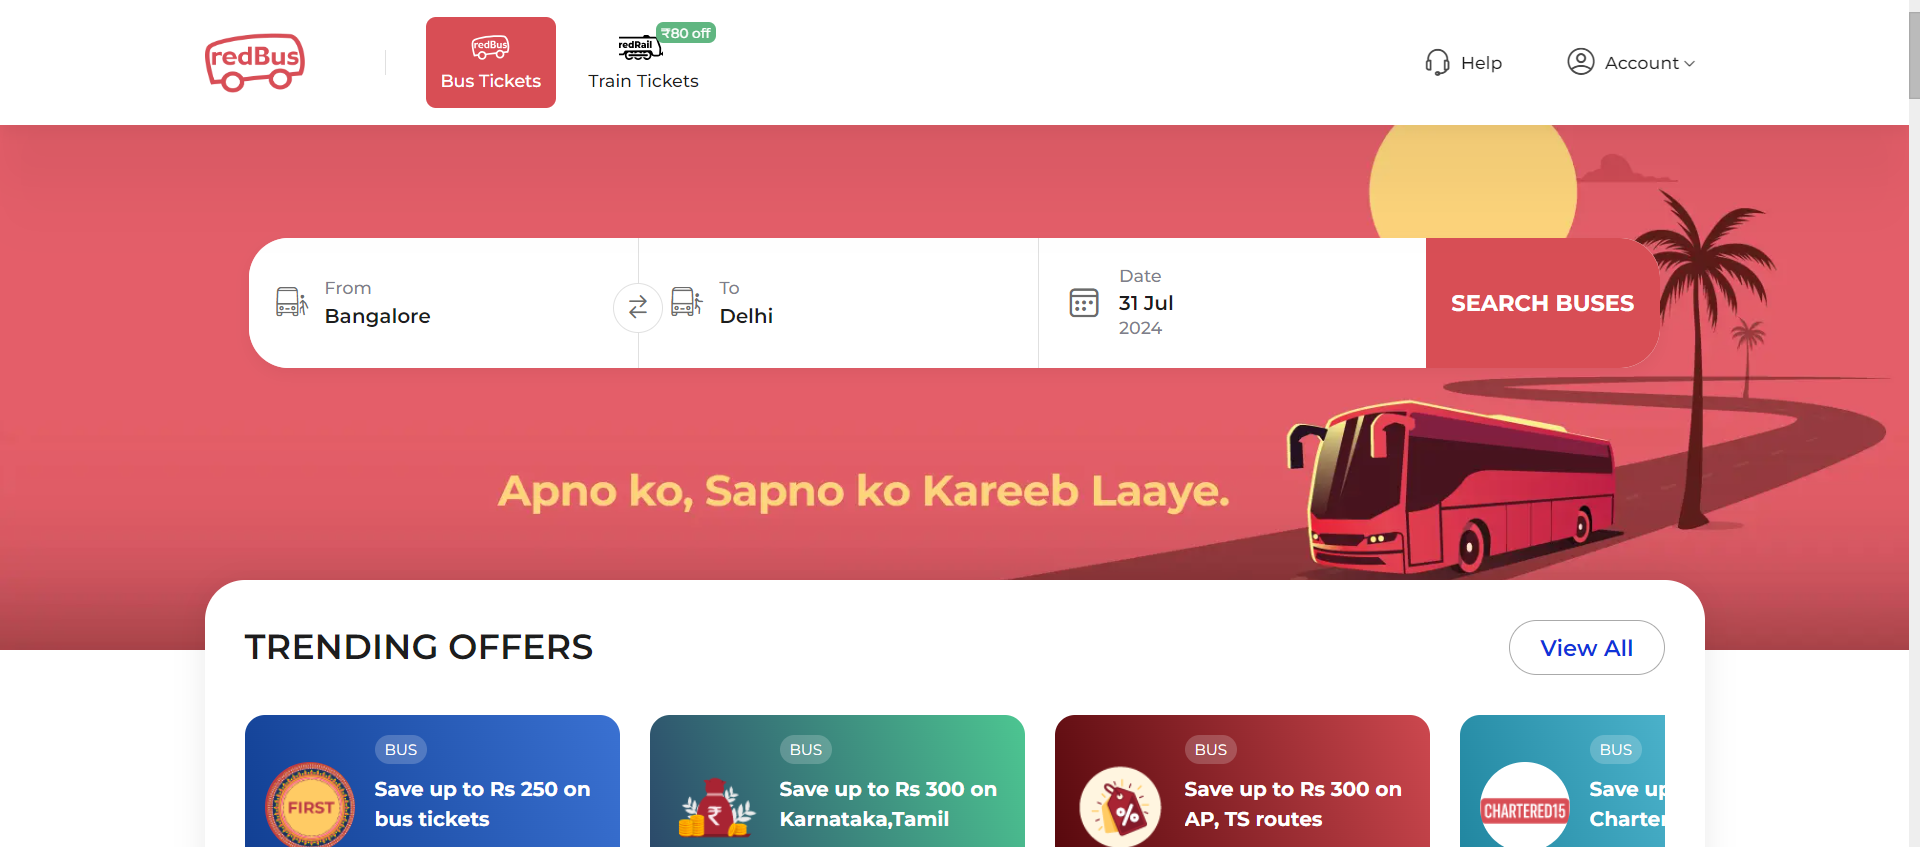 redBus
redBus
Bus Tickets
redRail
₹80 off
Train Tickets
Help
Account
From
Bangalore
To
Delhi
Date
31 Jul
2024
SEARCH BUSES
Apno ko, Sapno ko Kareeb Laaye.
TRENDING OFFERS
View All
BUS
FIRST
Save up to Rs 250 on
bus tickets
BUS
Save up to Rs 300 on
Karnataka,Tamil
BUS
Save up to Rs 300 on
AP, TS routes
BUS
CHARTERED15
Save up
Charter